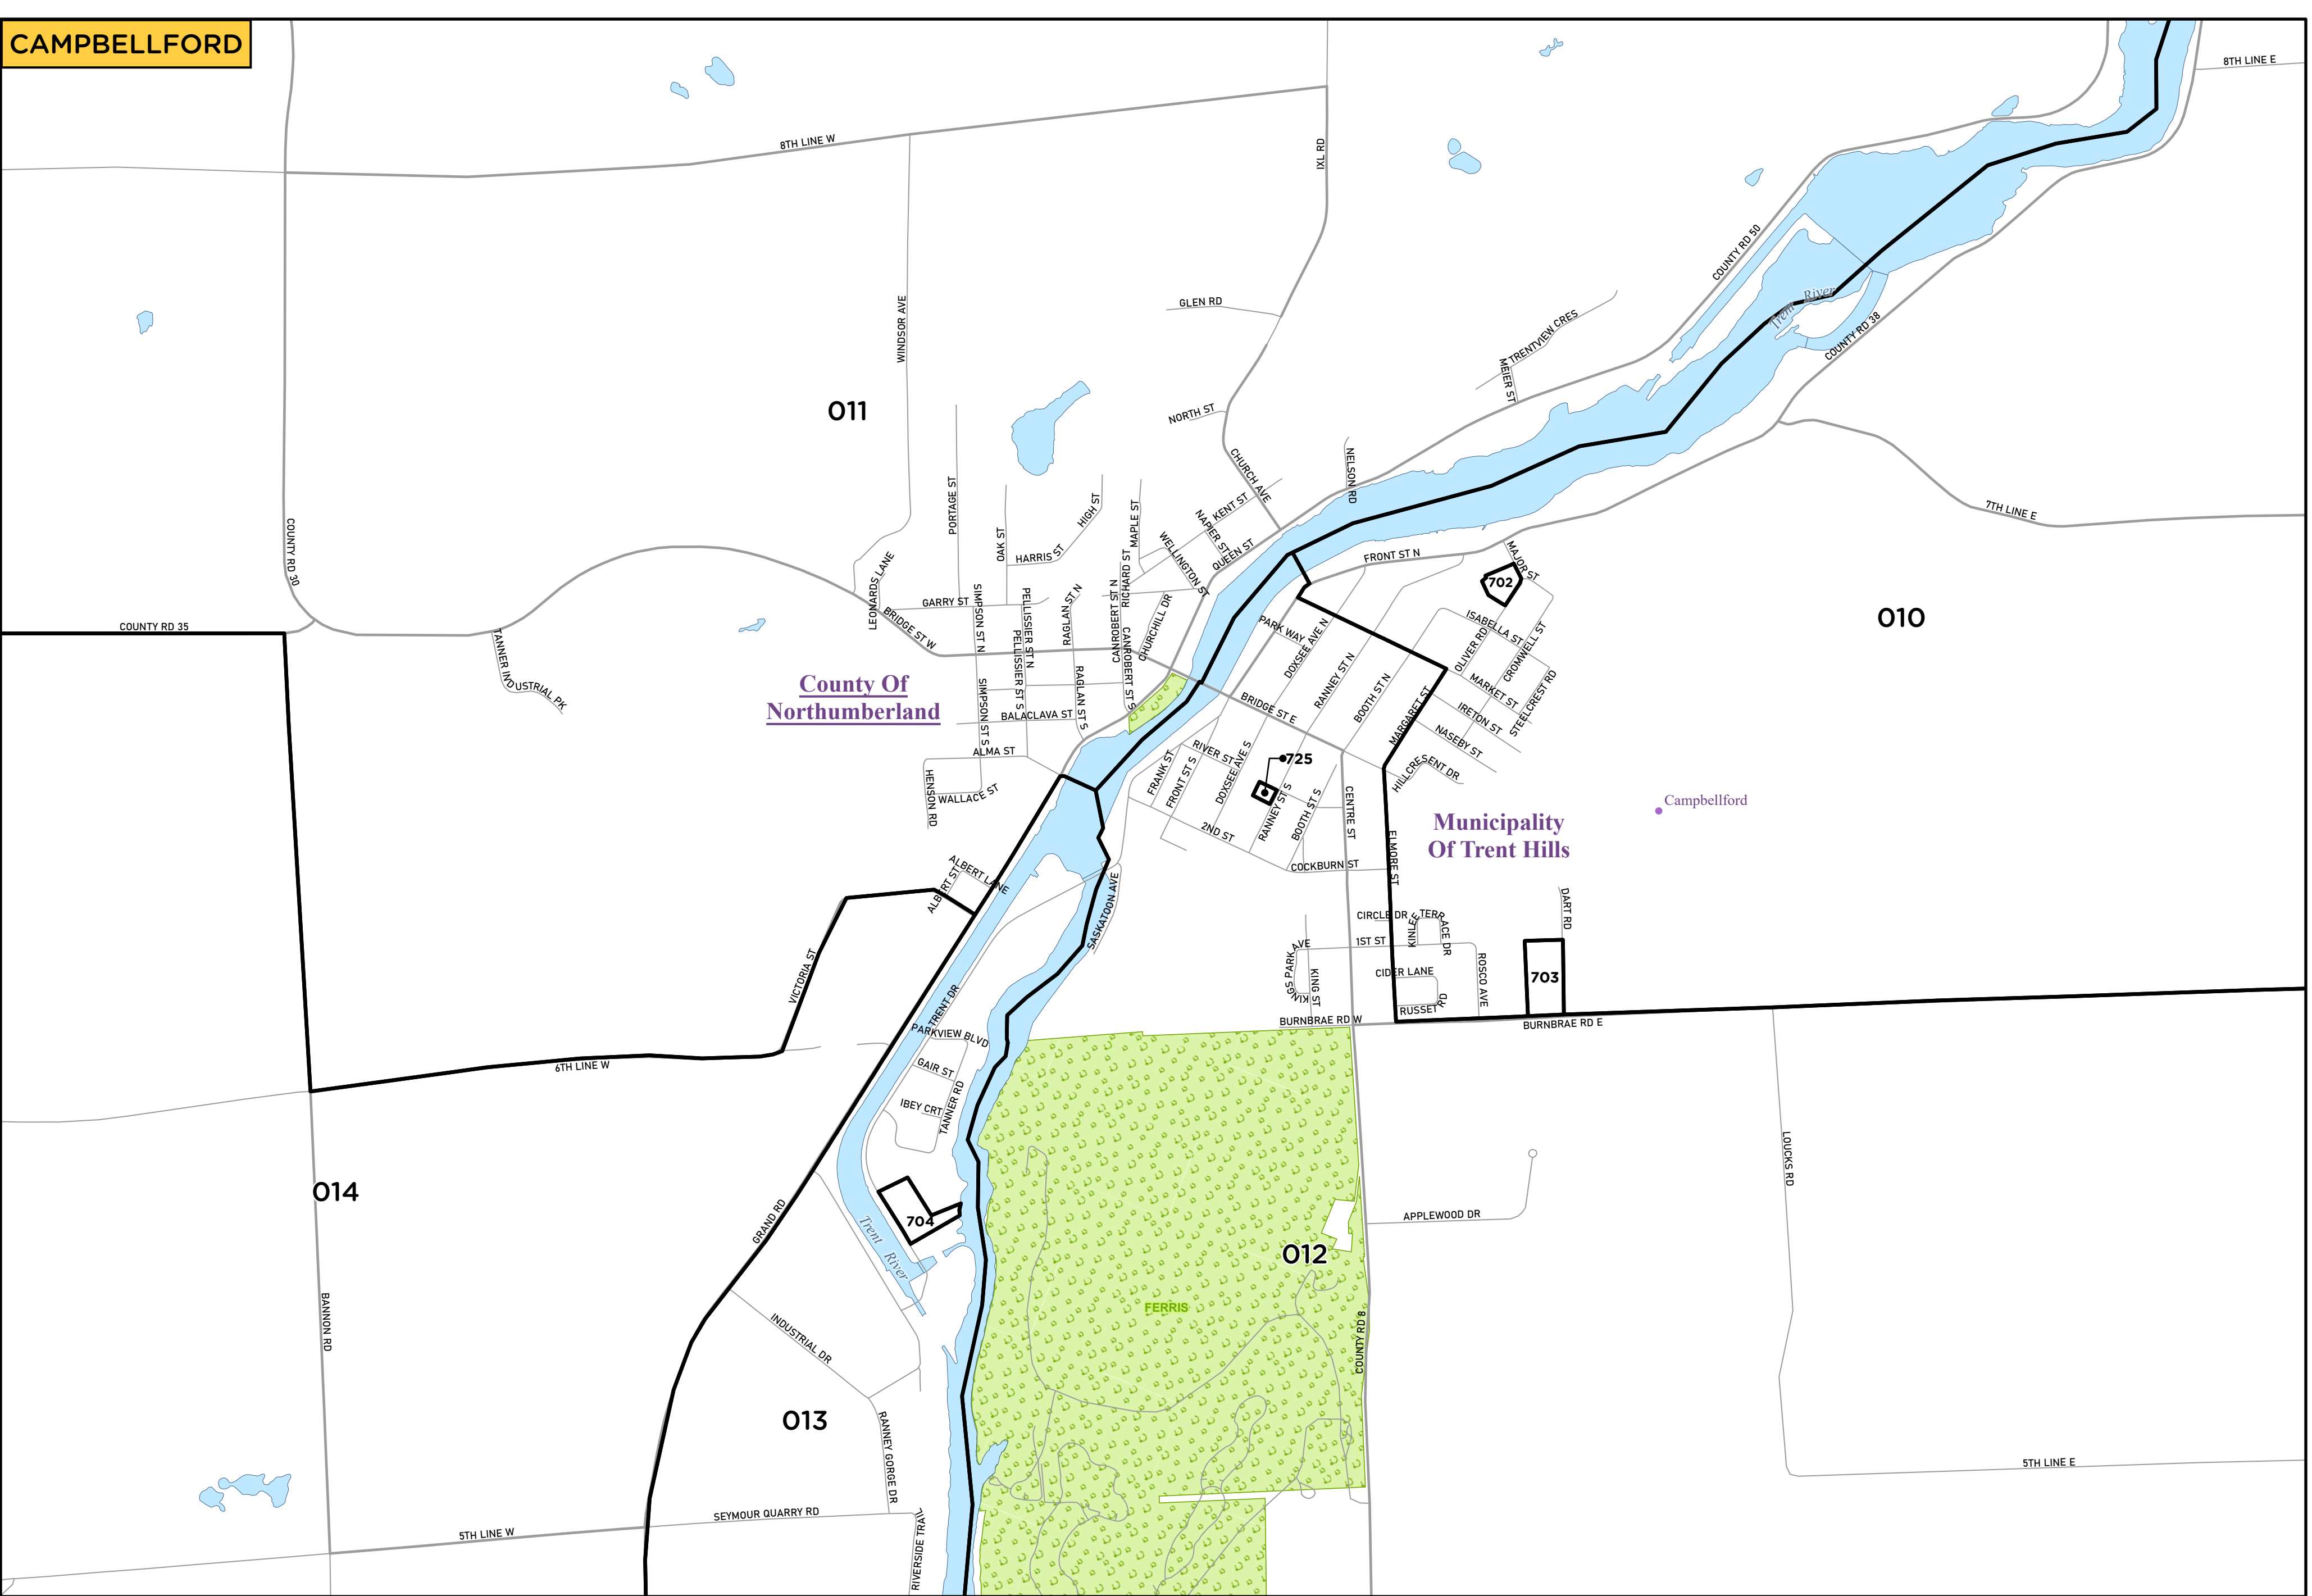 CAMPBELLFORD
8TH LINE E
8TH LINE W
IXL RD
COUNTY RD 50
Trent River
COUNTY RD 38
WINDSOR AVE
GLEN RD
TRENTVIEW CRES
MEIER ST
011
NORTH ST
CHURCH AVE
NELSON RD
7TH LINE E
COUNTY RD 30
PORTAGE ST
OAK ST
HIGH ST
HARRIS ST
MAPLE ST
KENT ST
NAPIER ST
WELLINGTON ST
QUEEN ST
RICHARD ST
FRONT ST N
MAJOR ST
702
LEONARDS LANE
GARRY ST
BRIDGE ST W
SIMPSON ST N
PELLISSIER ST N
PELLISSIER ST S
RAGLAN ST N
CANROBERT ST N
CANROBERT ST S
CHURCHILL DR
PARK WAY
DOXSEE AVE N
ISABELLA ST
OLIVER RD
CROMWELL ST
010
COUNTY RD 35
TANNER INDUSTRIAL PK
County Of
Northumberland
SIMPSON ST S
RAGLAN ST S
BALACLAVA ST
RANNEY ST N
BOOTH ST N
BRIDGE ST E
MARGARET ST
MARKET ST
IRETON ST
STEELCREST RD
NASEBY ST
HILLCRESENT DR
ALMA ST
HENSON RD
WALLACE ST
FRANK ST
RIVER ST
FRONT ST S
DOXSEE AVE S
725
RANNEY ST S
BOOTH ST S
2ND ST
CENTRE ST
COCKBURN ST
ELMORE ST
Municipality
Of Trent Hills
Campbellford
ALBERT LANE
ALBERT ST
SASKATOON AVE
VICTORIA ST
CIRCLE DR
KINLEE TERRACE DR
1ST ST
CIDER LANE
RUSSET RD
ROSCO AVE
DART RD
703
KINGS PARK AVE
KING ST
BURNBRAE RD W
BURNBRAE RD E
TRENT DR
PARKVIEW BLVD
GAIR ST
IBEY CRT
TANNER RD
6TH LINE W
014
GRAND RD
704
Trent River
012
APPLEWOOD DR
LOUCKS RD
FERRIS
COUNTY RD 8
BANNON RD
INDUSTRIAL DR
013
RANNEY GORGE DR
5TH LINE E
5TH LINE W
SEYMOUR QUARRY RD
RIVERSIDE TRAIL